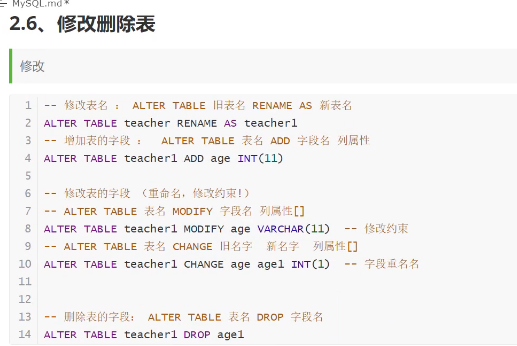 MySQL.md*
2.6、修改删除表
修改
1 -- 修改表名 ： ALTER TABLE 旧表名 RENAME AS 新表名
2 ALTER TABLE teacher RENAME AS teacher1
3 -- 增加表的字段 ： ALTER TABLE 表名 ADD 字段名 列属性
4 ALTER TABLE teacher1 ADD age INT(11)
5
6 -- 修改表的字段 （重命名，修改约束！）
7 -- ALTER TABLE 表名 MODIFY 字段名 列属性[]
8 ALTER TABLE teacher1 MODIFY age VARCHAR(11) -- 修改约束
9 -- ALTER TABLE 表名 CHANGE 旧名字 新名字 列属性[]
10 ALTER TABLE teacher1 CHANGE age age1 INT(1) -- 字段重名名
11
12
13 -- 删除表的字段： ALTER TABLE 表名 DROP 字段名
14 ALTER TABLE teacher1 DROP age1